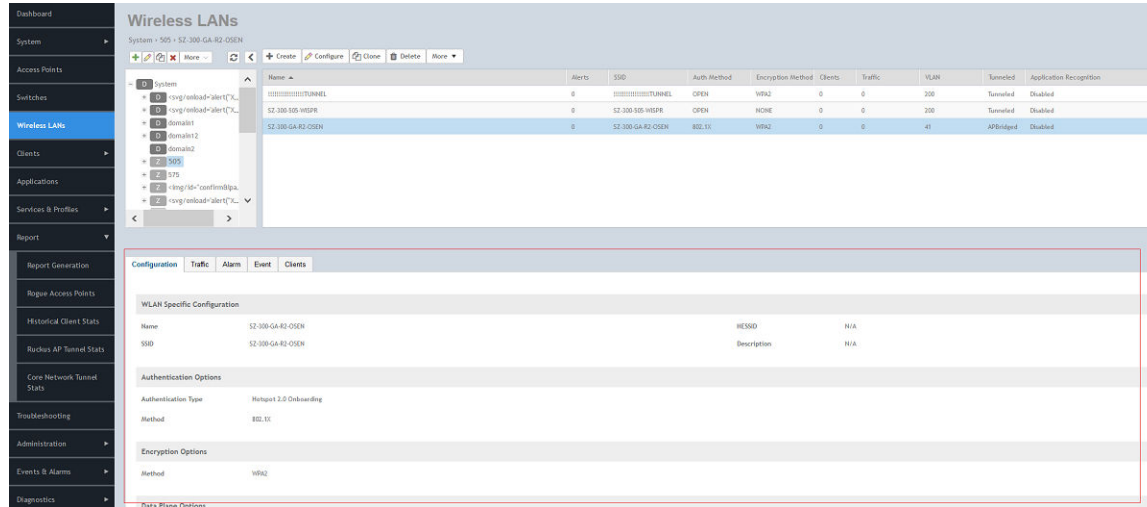 Dashboard
System
Access Points
Switches
Wireless LANs
Clients
Applications
Services & Profiles
Report
Report Generation
Rogue Access Points
Historical Client Stats
Ruckus AP Tunnel Stats
Core Network Tunnel
Stats
Troubleshooting
Administration
Events & Alarms
Diagnostics
Wireless LANs
System > 505 > SZ-300-GA-R2-OSEN
More
Create Configure Clone Delete More
D System
D <svg/onload='alert("X...
D <svg/onload='alert("X...
D domain1
D domain12
D domain2
Z 505
Z 575
Z <img/id="confirm&lpa,
Z <svg/onload='alert("X...
Name Alerts SSID Auth Method Encryption Method Clients Traffic VLAN Tunneled Application Recognition
0 OPEN WPA2 0 0 200 Tunneled Disabled
SZ-300-505-WISPR 0 SZ-300-505-WISPR OPEN NONE 0 0 200 Tunneled Disabled
SZ-300-GA-R2-OSEN 0 SZ-300-GA-R2-OSEN 802.1X WPA2 0 0 41 APBridged Disabled
Configuration Traffic Alarm Event Clients
WLAN Specific Configuration
Name SZ-300-GA-R2-OSEN HESSID N/A
SSID SZ-300-GA-R2-OSEN Description N/A
Authentication Options
Authentication Type Hotspot 2.0 Onboarding
Method 802.1X
Encryption Options
Method WPA2
Data Plane Options